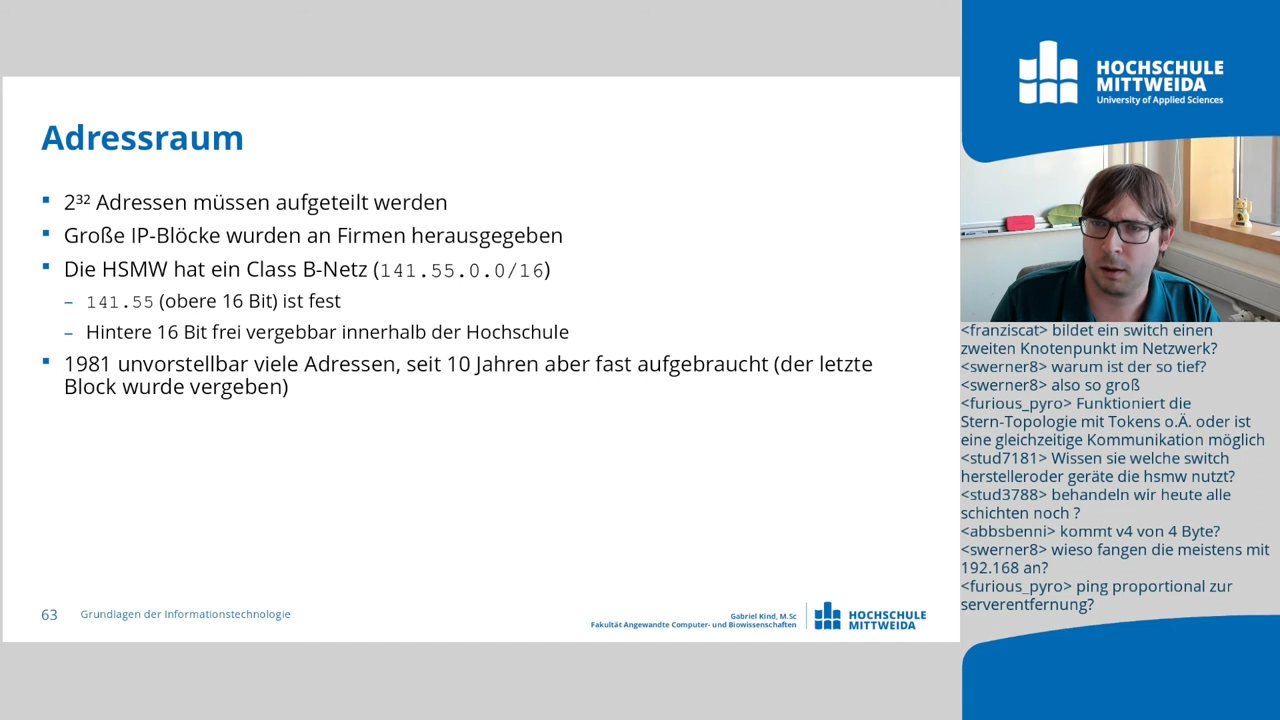 Adressraum
2³² Adressen müssen aufgeteilt werden
Große IP-Blöcke wurden an Firmen herausgegeben
Die HSMW hat ein Class B-Netz (141.55.0.0/16)
– 141.55 (obere 16 Bit) ist fest
– Hintere 16 Bit frei vergebbar innerhalb der Hochschule
1981 unvorstellbar viele Adressen, seit 10 Jahren aber fast aufgebraucht (der letzte
Block wurde vergeben)
63 Grundlagen der Informationstechnologie
Gabriel Kind, M.Sc
Fakultät Angewandte Computer- und Biowissenschaften
HOCHSCHULE
MITTWEIDA
HOCHSCHULE
MITTWEIDA
University of Applied Sciences
<franziscat> bildet ein switch einen
zweiten Knotenpunkt im Netzwerk?
<swerner8> warum ist der so tief?
<swerner8> also so groß
<furious_pyro> Funktioniert die
Stern-Topologie mit Tokens o.Ä. oder ist
eine gleichzeitige Kommunikation möglich
<stud7181> Wissen sie welche switch
herstelleroder geräte die hsmw nutzt?
<stud3788> behandeln wir heute alle
schichten noch ?
<abbsbenni> kommt v4 von 4 Byte?
<swerner8> wieso fangen die meistens mit
192.168 an?
<furious_pyro> ping proportional zur
serverentfernung?